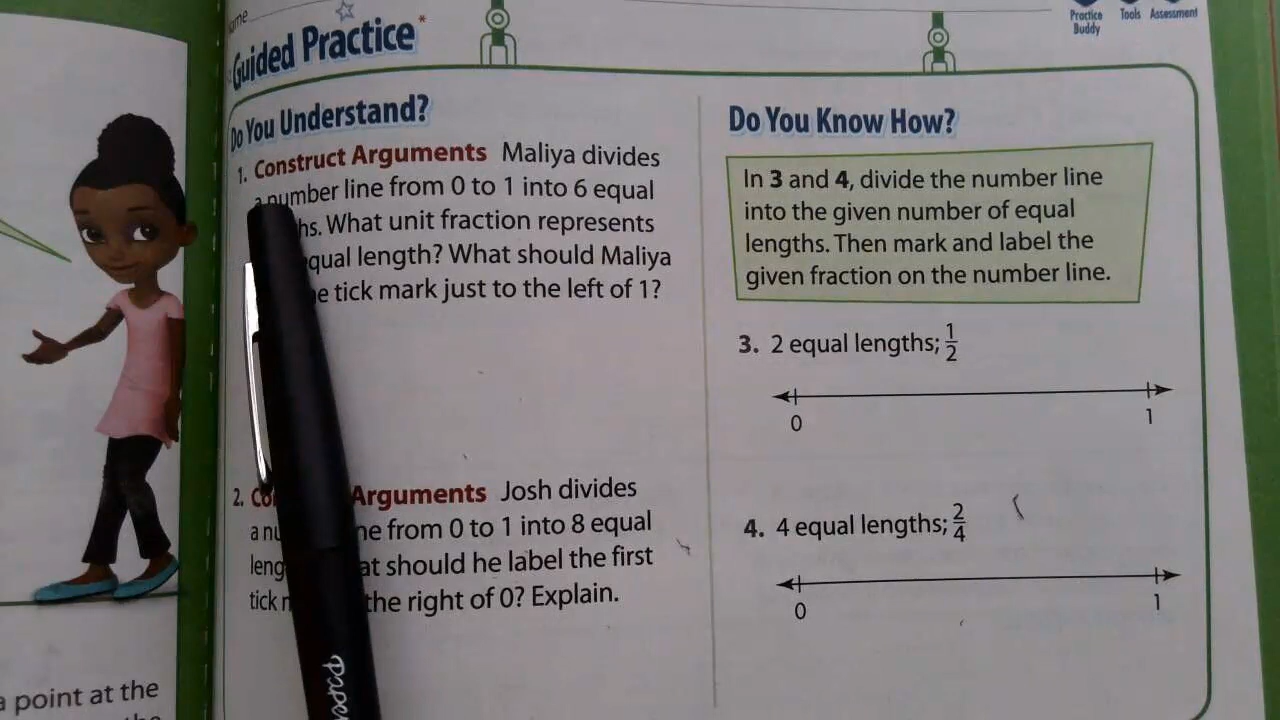 Name
Guided Practice*
Practice Buddy
Tools
Assessment
Do You Understand?
1. Construct Arguments Maliya divides
a number line from 0 to 1 into 6 equal
hs. What unit fraction represents
qual length? What should Maliya
e tick mark just to the left of 1?
2. Co Arguments Josh divides
a nu ne from 0 to 1 into 8 equal
leng at should he label the first
tick m the right of 0? Explain.
Do You Know How?
In 3 and 4, divide the number line
into the given number of equal
lengths. Then mark and label the
given fraction on the number line.
3. 2 equal lengths; 1/2
0 1
4. 4 equal lengths; 2/4
0 1
a point at the